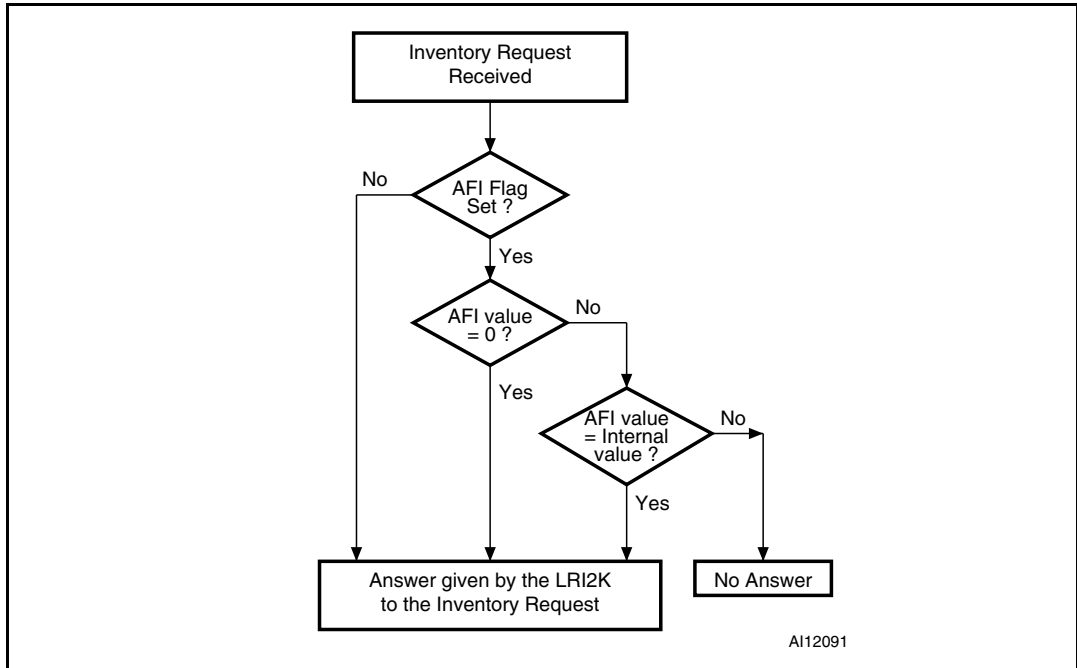 Inventory Request
Received
No
AFI Flag
Set ?
Yes
AFI value
= 0 ?
No
Yes
AFI value
= Internal
value ?
No
Yes
Answer given by the LRI2K
to the Inventory Request
No Answer
AI12091